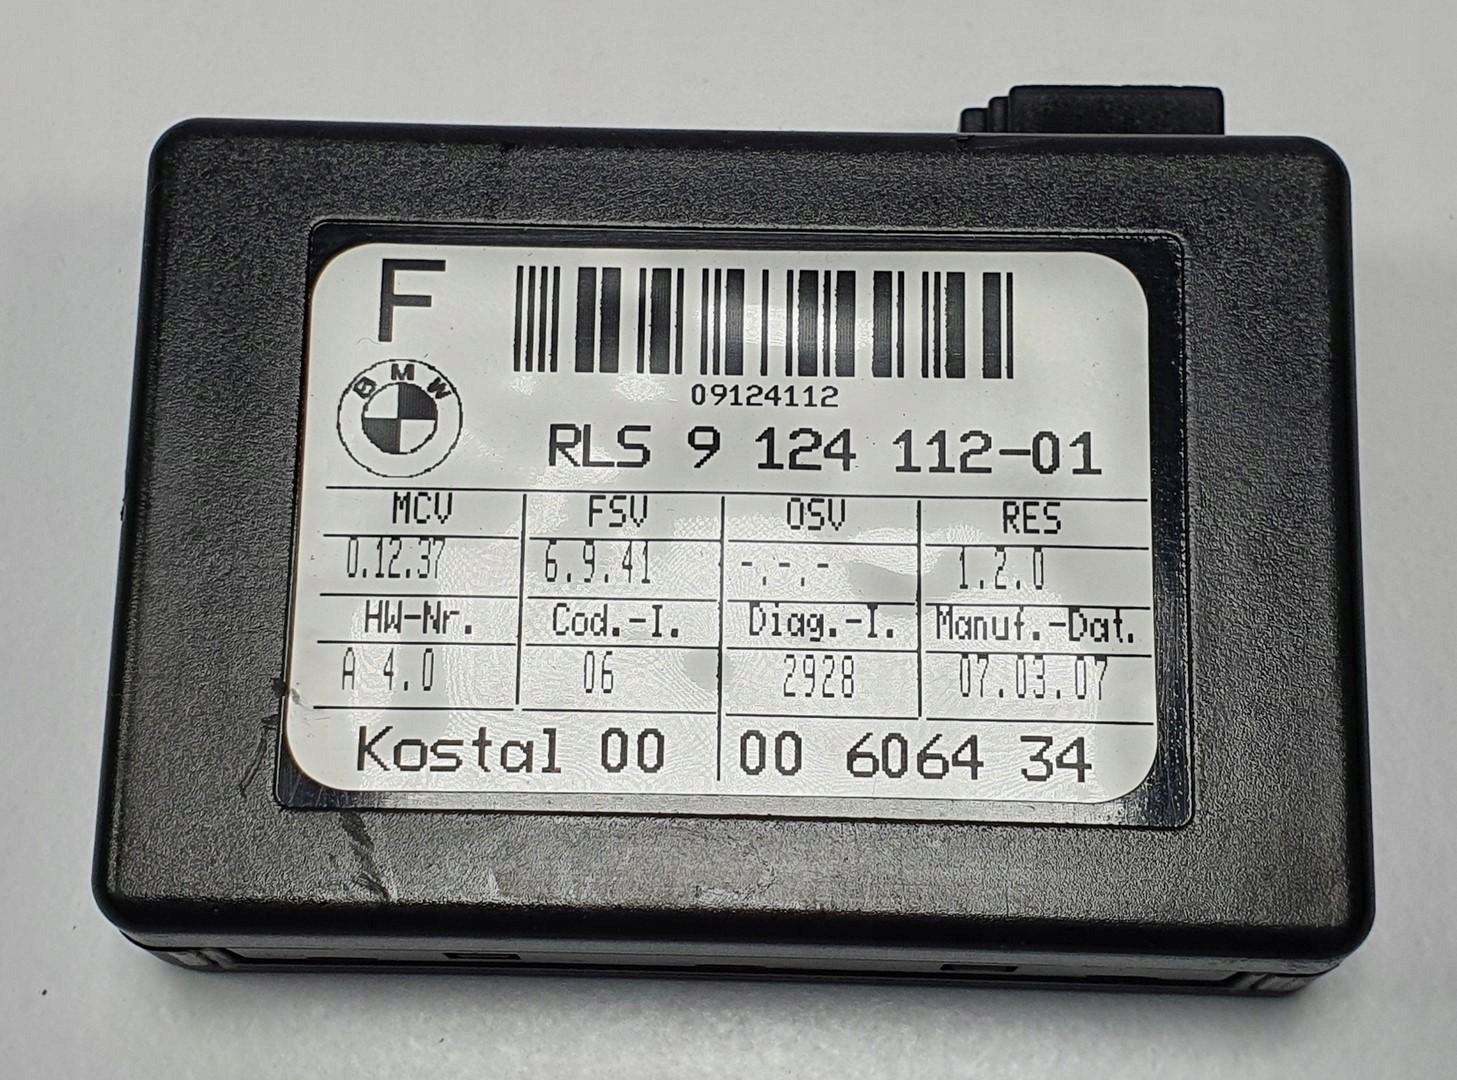 F
BMW
09124112
RLS 9 124 112-01
MCV FSV OSV RES
0.12.37 6.9.41 -.-.- 1.2.0
HW-Nr. Cod.-I. Diag.-I. Manuf.-Dat.
A 4.0 06 2928 07.03.07
Kostal 00 00 6064 34